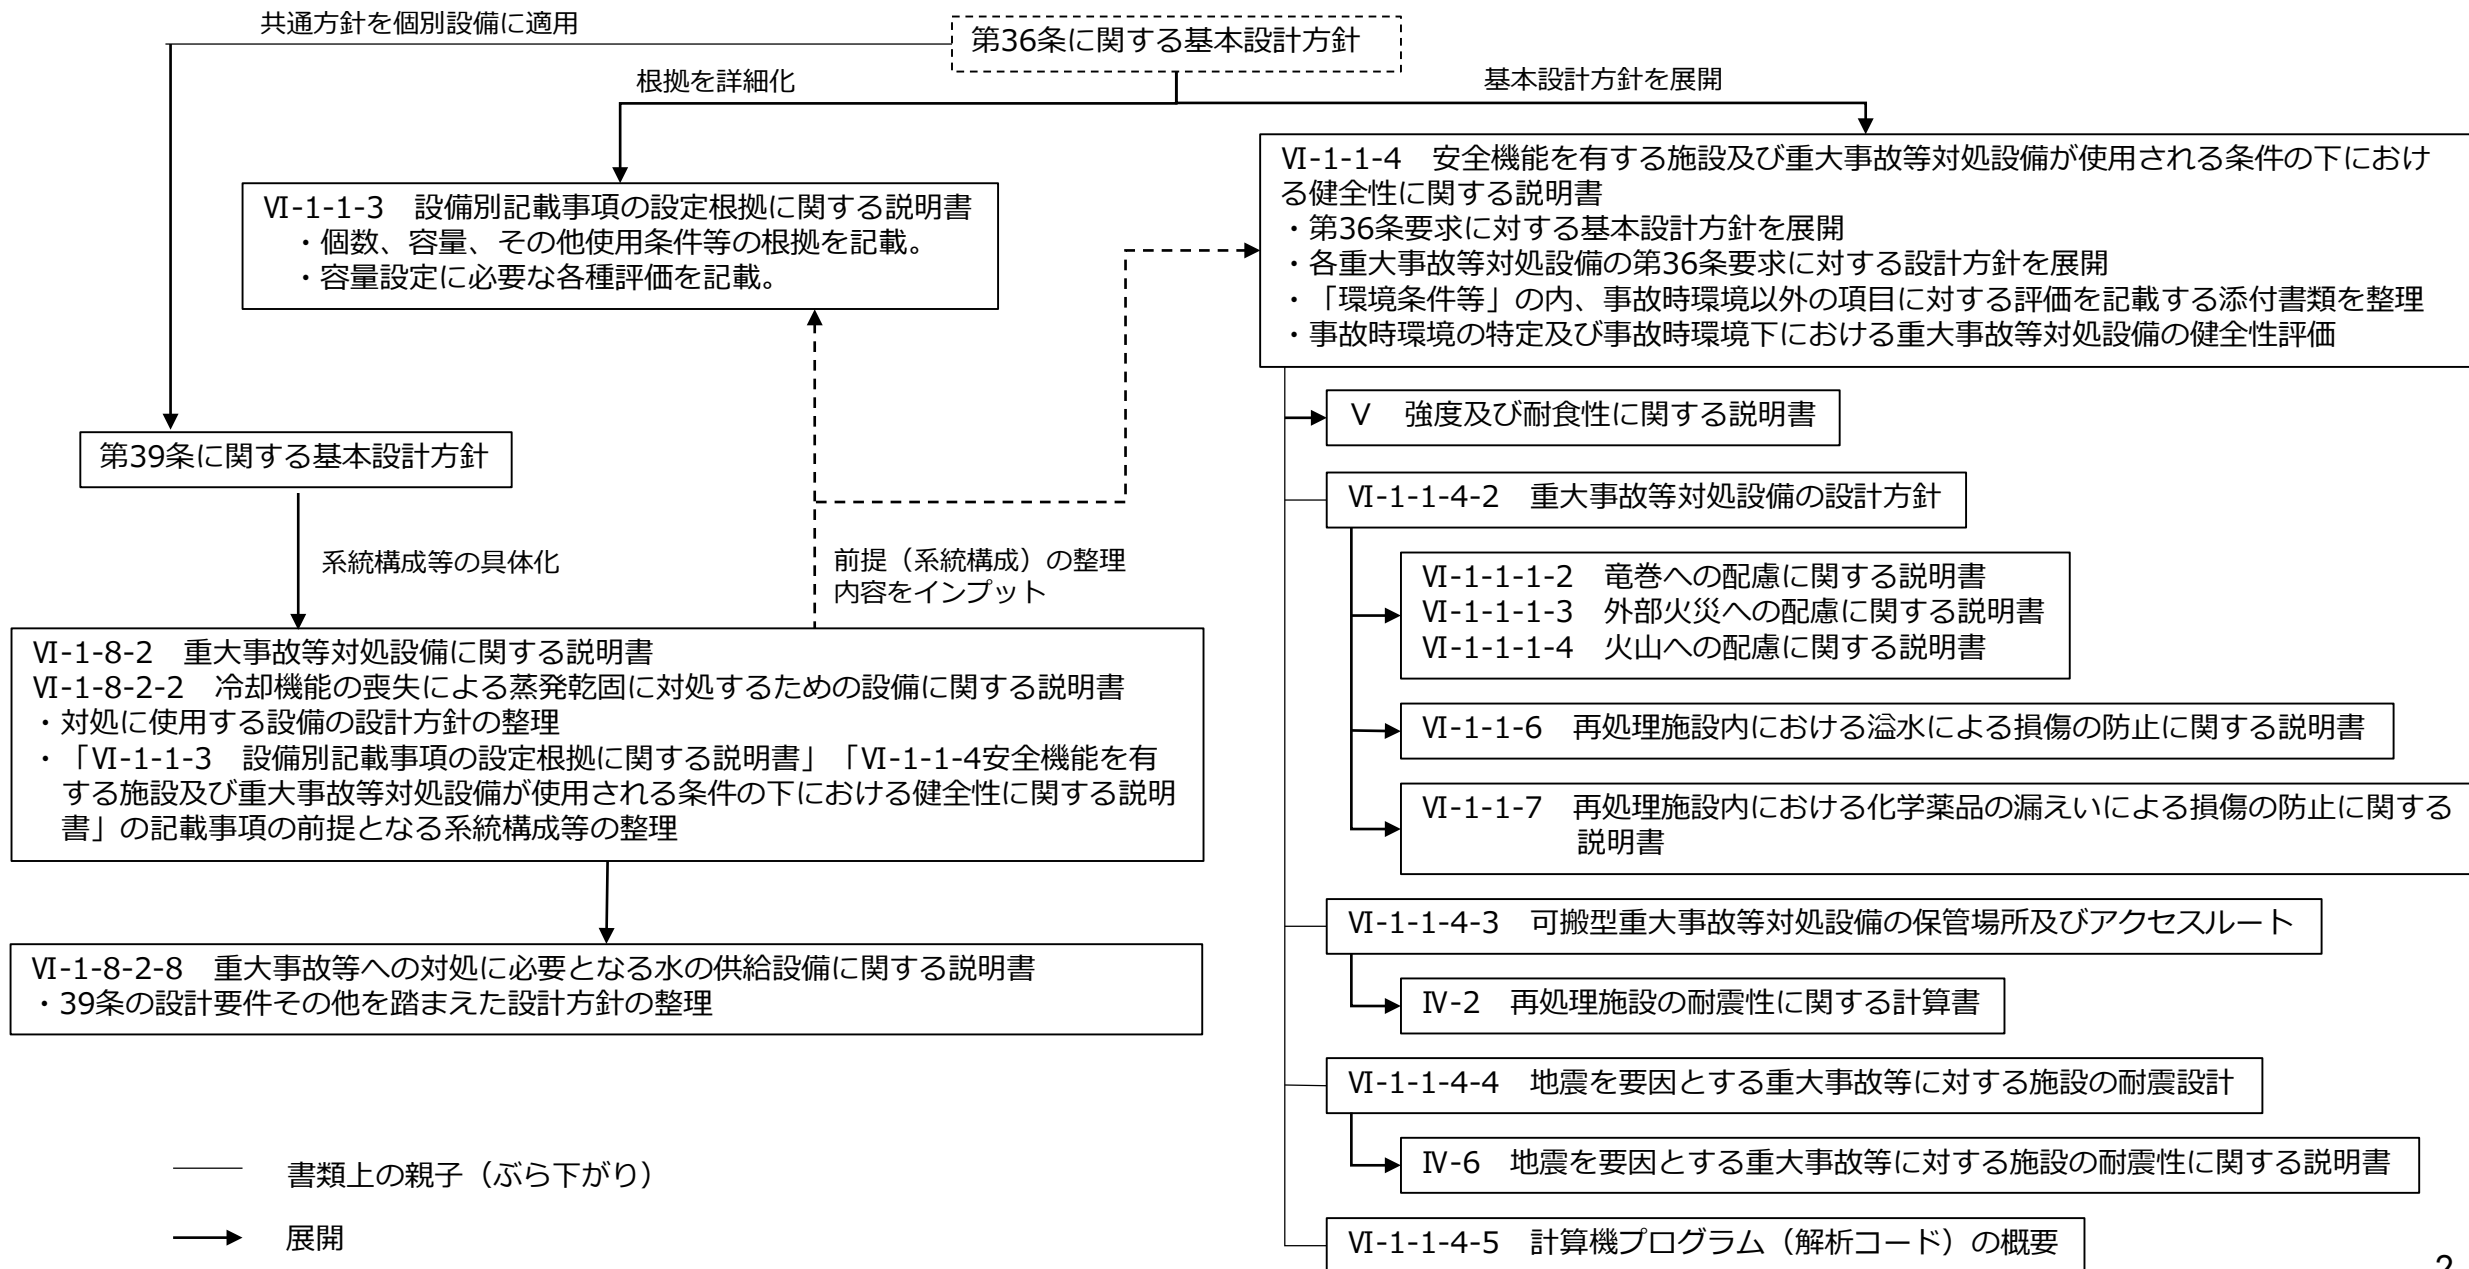 共通方針を個別設備に適用
第36条に関する基本設計方針
根拠を詳細化
基本設計方針を展開
Ⅵ-1-1-3　設備別記載事項の設定根拠に関する説明書
・個数、容量、その他使用条件等の根拠を記載。
・容量設定に必要な各種評価を記載。
Ⅵ-1-1-4　安全機能を有する施設及び重大事故等対処設備が使用される条件の下におけ
る健全性に関する説明書
・第36条要求に対する基本設計方針を展開
・各重大事故等対処設備の第36条要求に対する設計方針を展開
・「環境条件等」の内、事故時環境以外の項目に対する評価を記載する添付書類を整理
・事故時環境の特定及び事故時環境下における重大事故等対処設備の健全性評価
第39条に関する基本設計方針
系統構成等の具体化
前提（系統構成）の整理
内容をインプット
Ⅵ-1-8-2　重大事故等対処設備に関する説明書
Ⅵ-1-8-2-2　冷却機能の喪失による蒸発乾固に対処するための設備に関する説明書
・対処に使用する設備の設計方針の整理
・「Ⅵ-1-1-3　設備別記載事項の設定根拠に関する説明書」「Ⅵ-1-1-4安全機能を有
する施設及び重大事故等対処設備が使用される条件の下における健全性に関する説明
書」の記載事項の前提となる系統構成等の整理
Ⅵ-1-8-2-8　重大事故等への対処に必要となる水の供給設備に関する説明書
・39条の設計要件その他を踏まえた設計方針の整理
Ⅴ　強度及び耐食性に関する説明書
Ⅵ-1-1-4-2　重大事故等対処設備の設計方針
Ⅵ-1-1-1-2　竜巻への配慮に関する説明書
Ⅵ-1-1-1-3　外部火災への配慮に関する説明書
Ⅵ-1-1-1-4　火山への配慮に関する説明書
Ⅵ-1-1-6　再処理施設内における溢水による損傷の防止に関する説明書
Ⅵ-1-1-7　再処理施設内における化学薬品の漏えいによる損傷の防止に関する
説明書
Ⅵ-1-1-4-3　可搬型重大事故等対処設備の保管場所及びアクセスルート
Ⅳ-2　再処理施設の耐震性に関する計算書
Ⅵ-1-1-4-4　地震を要因とする重大事故等に対する施設の耐震設計
Ⅳ-6　地震を要因とする重大事故等に対する施設の耐震性に関する説明書
Ⅵ-1-1-4-5　計算機プログラム（解析コード）の概要
書類上の親子（ぶら下がり）
展開
2